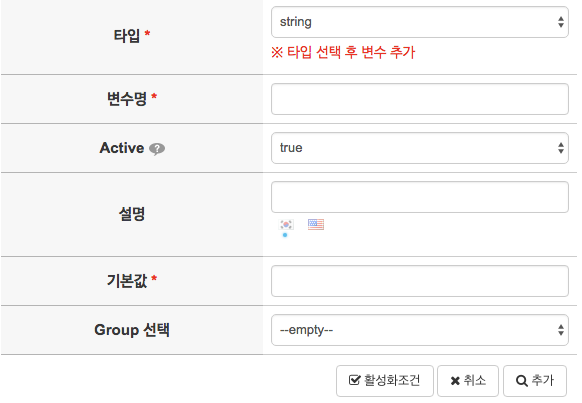 타입 *
string
※ 타입 선택 후 변수 추가
변수명 *
Active ?
true
설명
기본값 *
Group 선택
--empty--
활성화조건 취소 추가